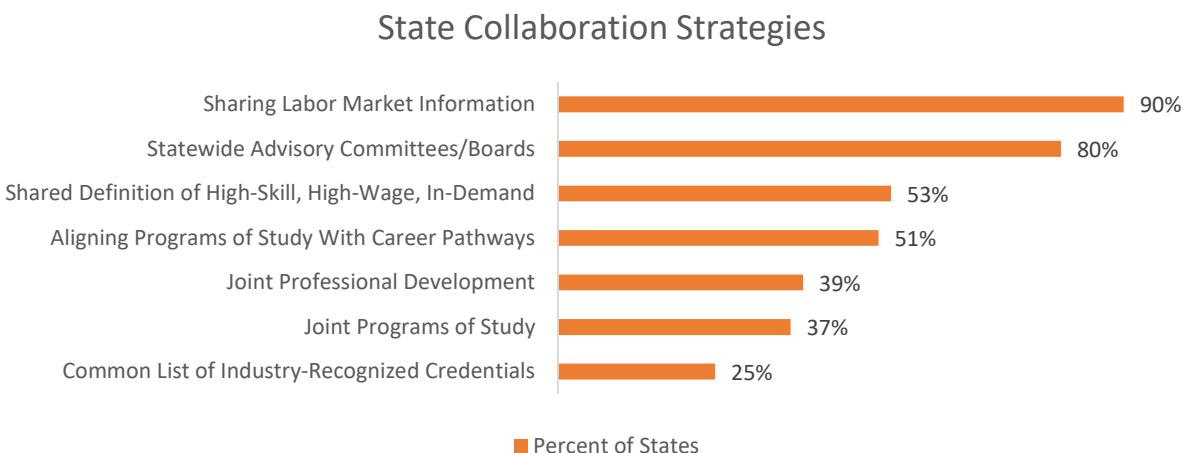 State Collaboration Strategies
Sharing Labor Market Information 90%
Statewide Advisory Committees/Boards 80%
Shared Definition of High-Skill, High-Wage, In-Demand 53%
Aligning Programs of Study With Career Pathways 51%
Joint Professional Development 39%
Joint Programs of Study 37%
Common List of Industry-Recognized Credentials 25%
Percent of States